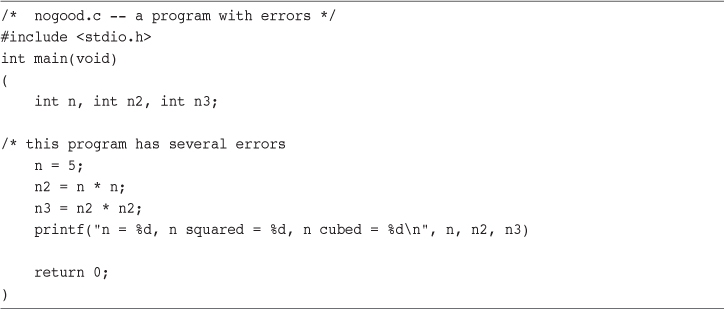 /*  nogood.c -- a program with errors */
#include <stdio.h>
int main(void)
(
    int n, int n2, int n3;

/* this program has several errors
    n = 5;
    n2 = n * n;
    n3 = n2 * n2;
    printf("n = %d, n squared = %d, n cubed = %d\n", n, n2, n3)

    return 0;
)